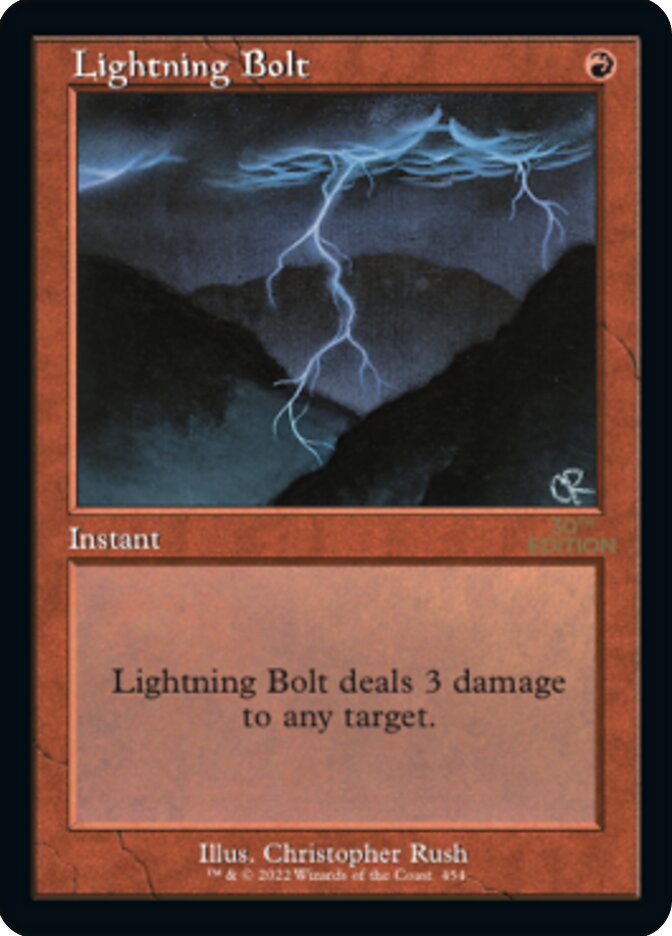 Lightning Bolt
CR
Instant
30TH
EDITION
Lightning Bolt deals 3 damage
to any target.
Illus. Christopher Rush
™ & © 2022 Wizards of the Coast 454